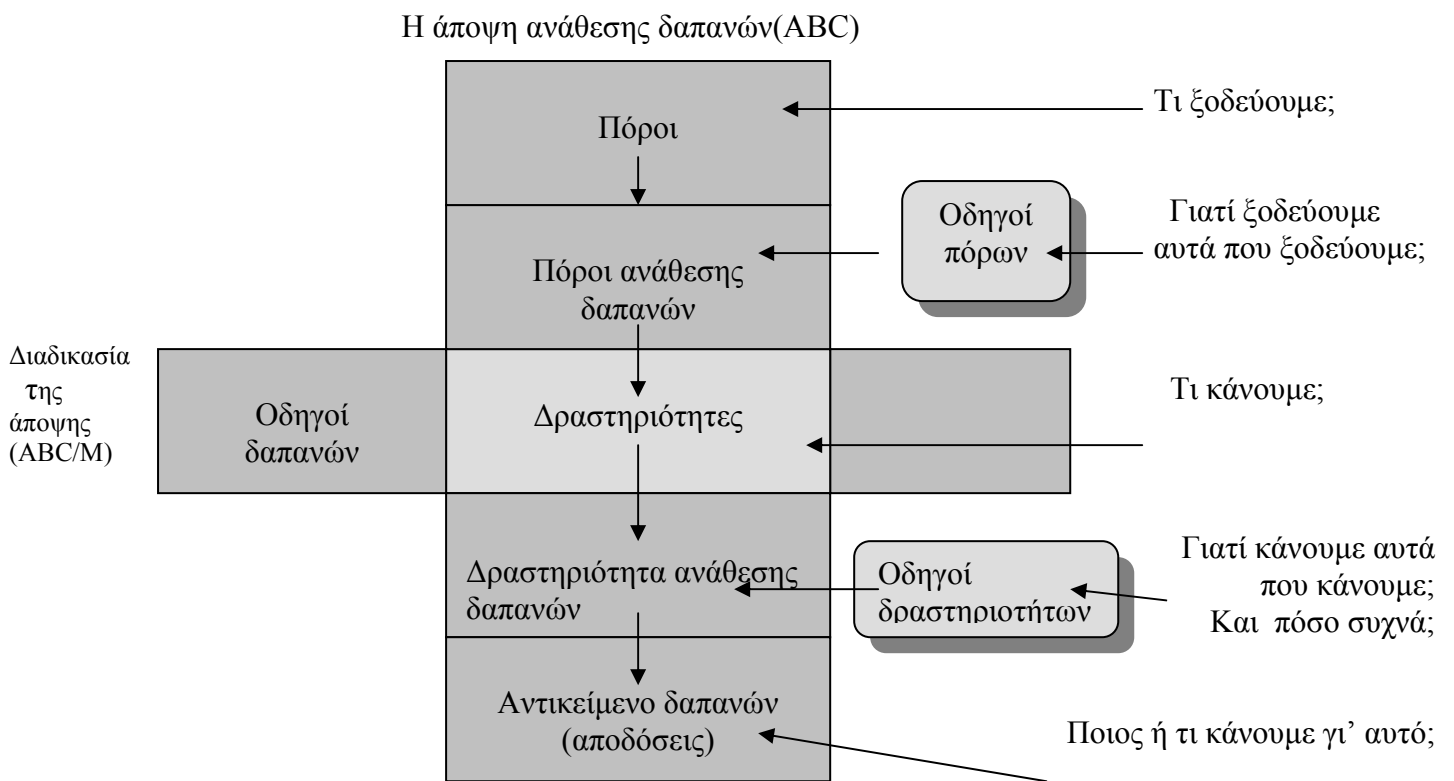 Η άποψη ανάθεσης δαπανών(ABC)
Πόροι
Τι ξοδεύουμε;
Οδηγοί
πόρων
Γιατί ξοδεύουμε
αυτά που ξοδεύουμε;
Πόροι ανάθεσης
δαπανών
Διαδικασία
της
άποψης
(ABC/M)
Οδηγοί
δαπανών
Δραστηριότητες
Τι κάνουμε;
Δραστηριότητα ανάθεσης
δαπανών
Οδηγοί
δραστηριοτήτων
Γιατί κάνουμε αυτά
που κάνουμε;
Και πόσο συχνά;
Αντικείμενο δαπανών
(αποδόσεις)
Ποιος ή τι κάνουμε γι’ αυτό;